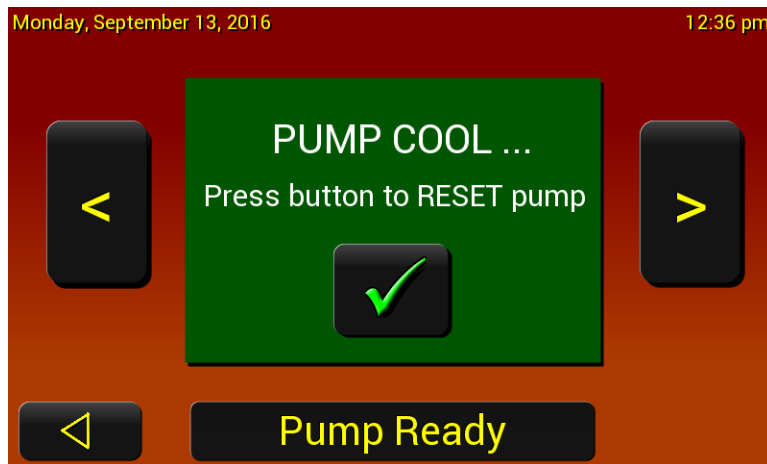 Monday, September 13, 2016
12:36 pm
PUMP COOL ...
Press button to RESET pump
<
>
Pump Ready